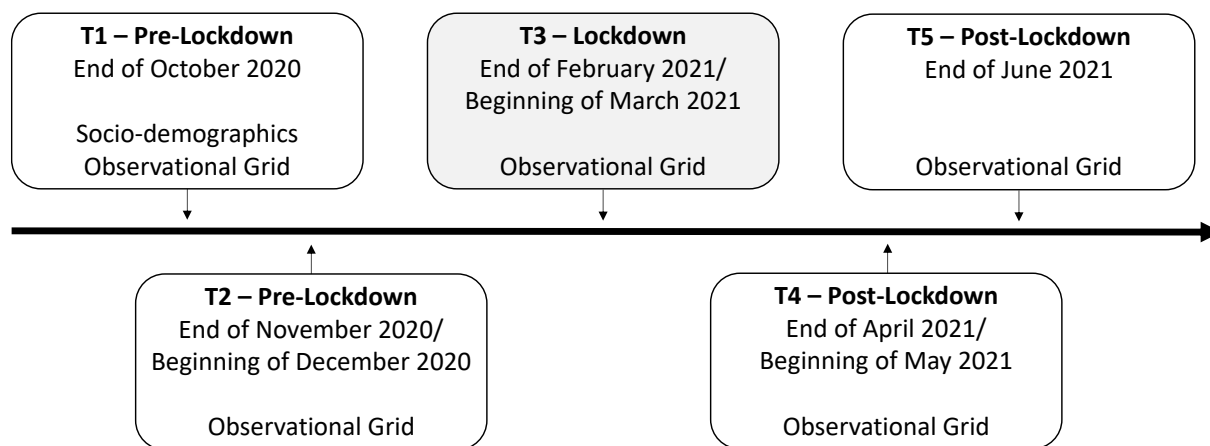 T1 – Pre-Lockdown
End of October 2020
Socio-demographics
Observational Grid
T3 – Lockdown
End of February 2021/
Beginning of March 2021
Observational Grid
T5 – Post-Lockdown
End of June 2021
Observational Grid
T2 – Pre-Lockdown
End of November 2020/
Beginning of December 2020
Observational Grid
T4 – Post-Lockdown
End of April 2021/
Beginning of May 2021
Observational Grid